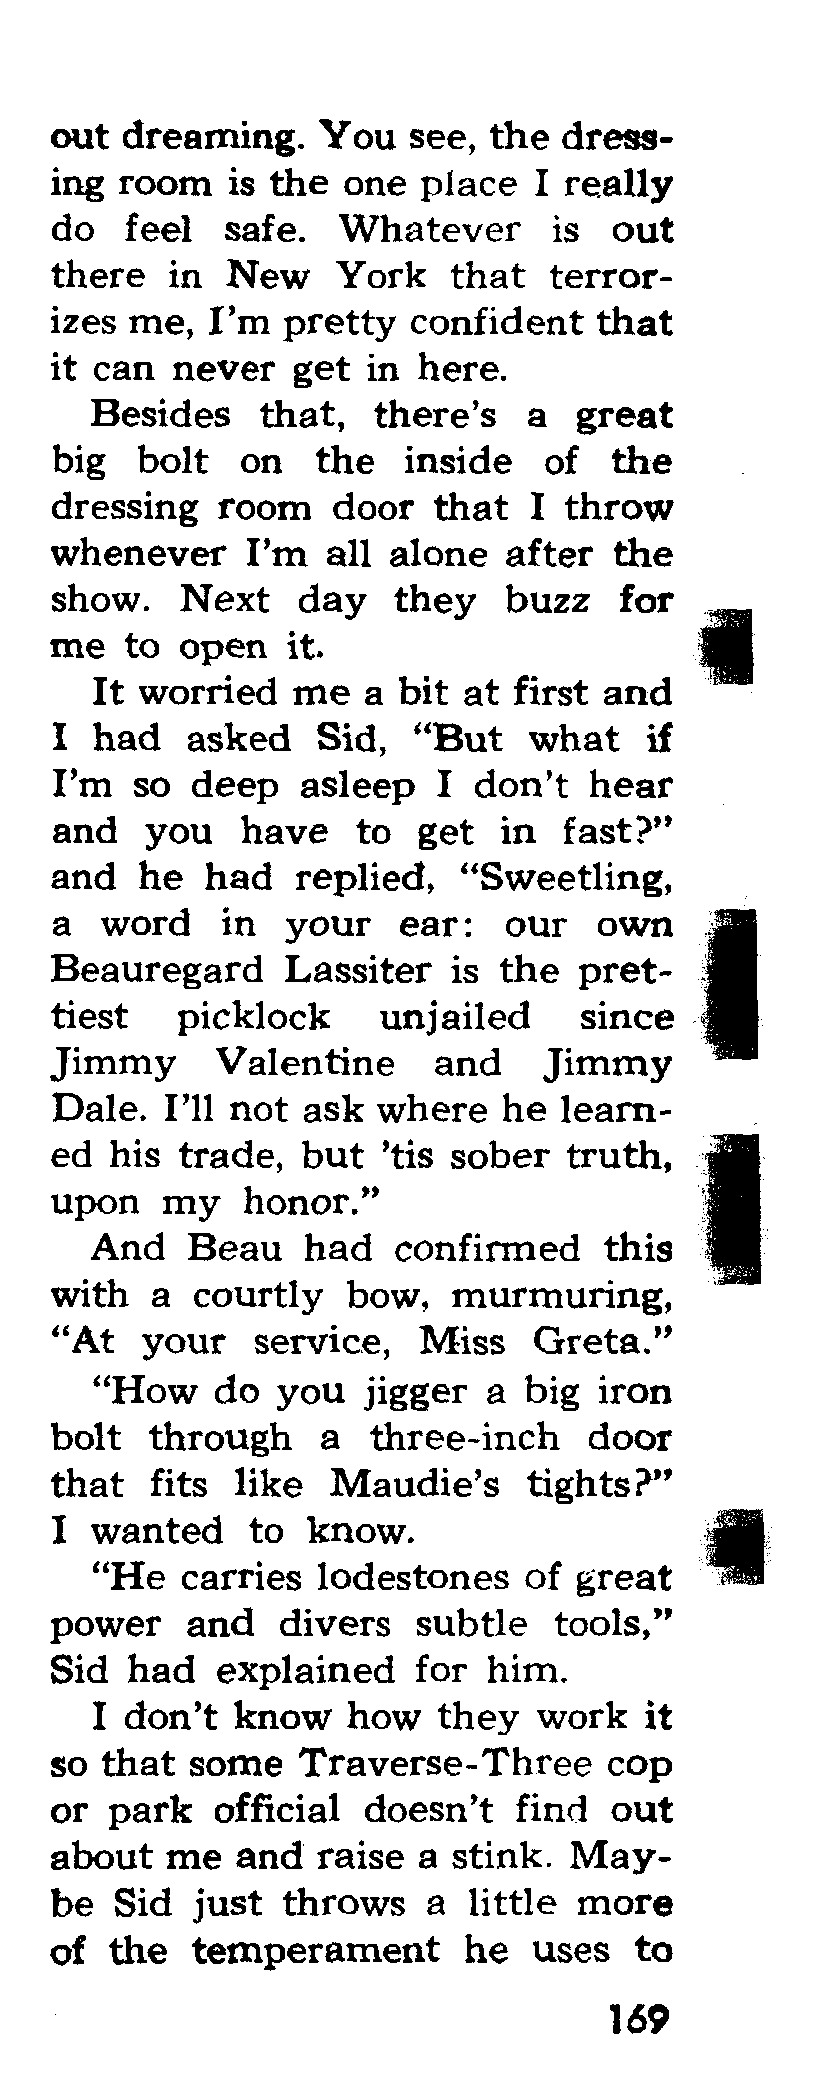 out dreaming. You see, the dress-
ing room is the one place I really
do feel safe. Whatever is out
there in New York that terror-
izes me, I'm pretty confident that
it can never get in here.
Besides that, there's a great
big bolt on the inside of the
dressing room door that I throw
whenever I'm all alone after the
show. Next day they buzz for
me to open it.
It worried me a bit at first and
I had asked Sid, “But what if
I'm so deep asleep I don't hear
and you have to get in fast?”
and he had replied, “Sweetling,
a word in your ear: our own
Beauregard Lassiter is the pret-
tiest picklock unjailed since
Jimmy Valentine and Jimmy
Dale. I'll not ask where he learn-
ed his trade, but 'tis sober truth,
upon my honor.”
And Beau had confirmed this
with a courtly bow, murmuring,
“At your service, Miss Greta.”
“How do you jigger a big iron
bolt through a three-inch door
that fits like Maudie's tights?”
I wanted to know.
“He carries lodestones of great
power and divers subtle tools,”
Sid had explained for him.
I don't know how they work it
so that some Traverse-Three cop
or park official doesn't find out
about me and raise a stink. May-
be Sid just throws a little more
of the temperament he uses to
169